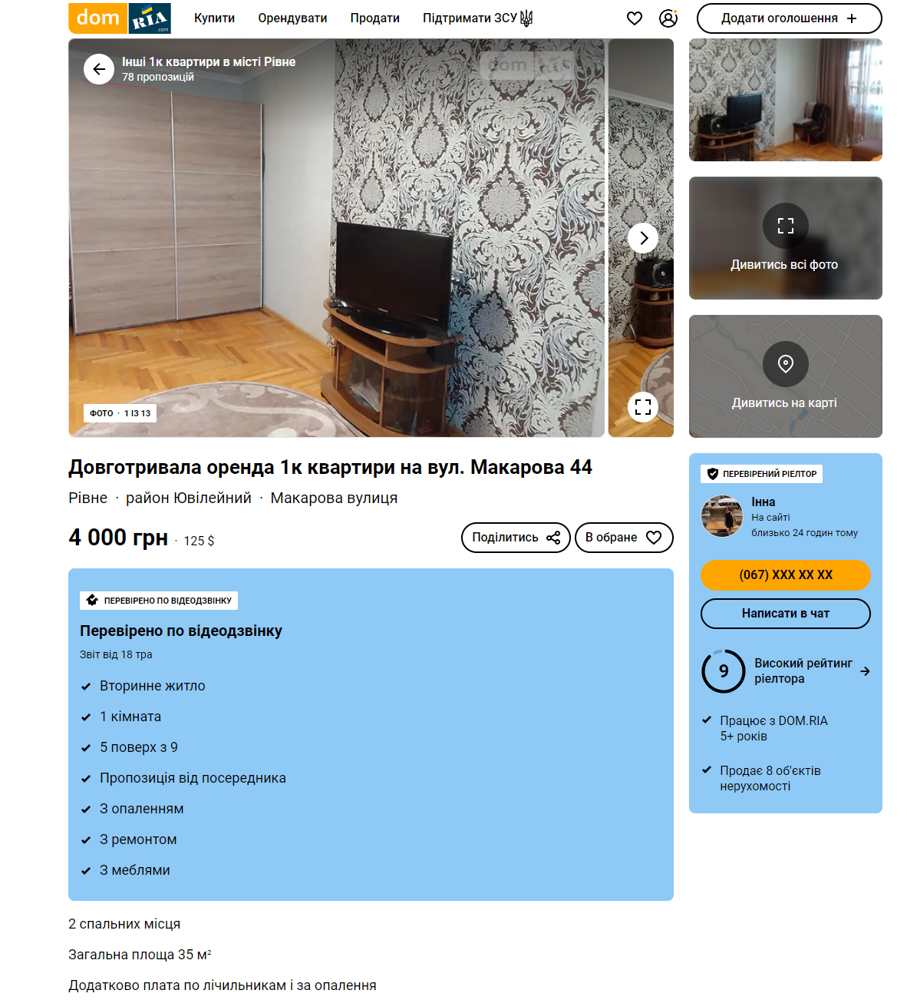 dom RIA .com Купити Орендувати Продати Підтримати ЗСУ Додати оголошення
Інші 1к квартири в місті Рівне
78 пропозицій
dom
ФОТО · 1 ІЗ 13
Дивитись всі фото
Дивитись на карті
Довготривала оренда 1к квартири на вул. Макарова 44
Рівне · район Ювілейний · Макарова вулиця
4 000 грн · 125 $
Поділитись
В обране
ПЕРЕВІРЕНО ПО ВІДЕОДЗВІНКУ
Перевірено по відеодзвінку
Звіт від 18 тра
Вторинне житло
1 кімната
5 поверх з 9
Пропозиція від посередника
З опаленням
З ремонтом
З меблями
2 спальних місця
Загальна площа 35 м²
Додатково плата по лічильникам і за опалення
ПЕРЕВІРЕНИЙ РІЕЛТОР
Інна
На сайті
близько 24 годин тому
(067) XXX XX XX
Написати в чат
9
Високий рейтинг
ріелтора
Працює з DOM.RIA
5+ років
Продає 8 об'єктів
нерухомості